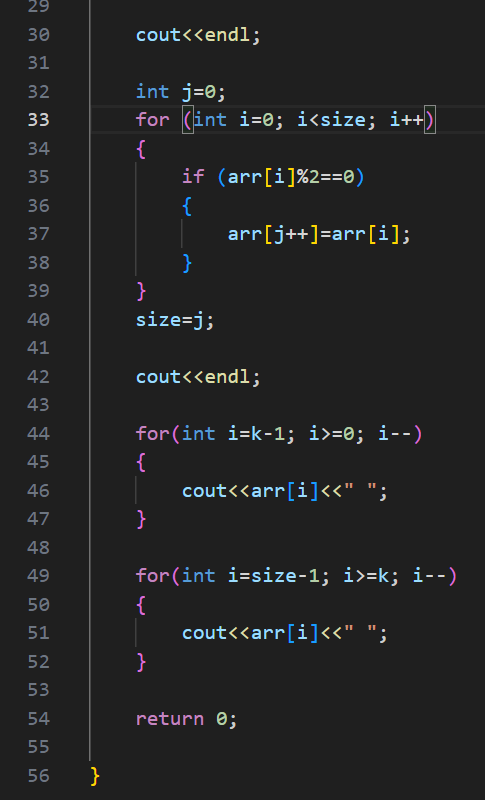 29
30 cout<<endl;
31
32 int j=0;
33 for (int i=0; i<size; i++)
34 {
35 if (arr[i]%2==0)
36 {
37 arr[j++]=arr[i];
38 }
39 }
40 size=j;
41
42 cout<<endl;
43
44 for(int i=k-1; i>=0; i--)
45 {
46 cout<<arr[i]<<" ";
47 }
48
49 for(int i=size-1; i>=k; i--)
50 {
51 cout<<arr[i]<<" ";
52 }
53
54 return 0;
55
56 }